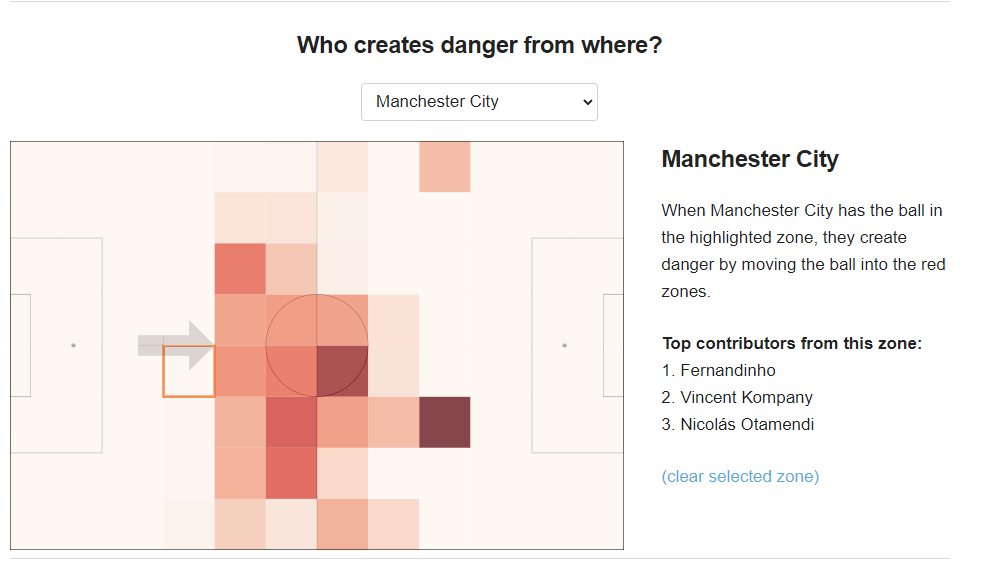 Who creates danger from where?
Manchester City
Manchester City
When Manchester City has the ball in
the highlighted zone, they create
danger by moving the ball into the red
zones.
Top contributors from this zone:
1. Fernandinho
2. Vincent Kompany
3. Nicolás Otamendi
(clear selected zone)